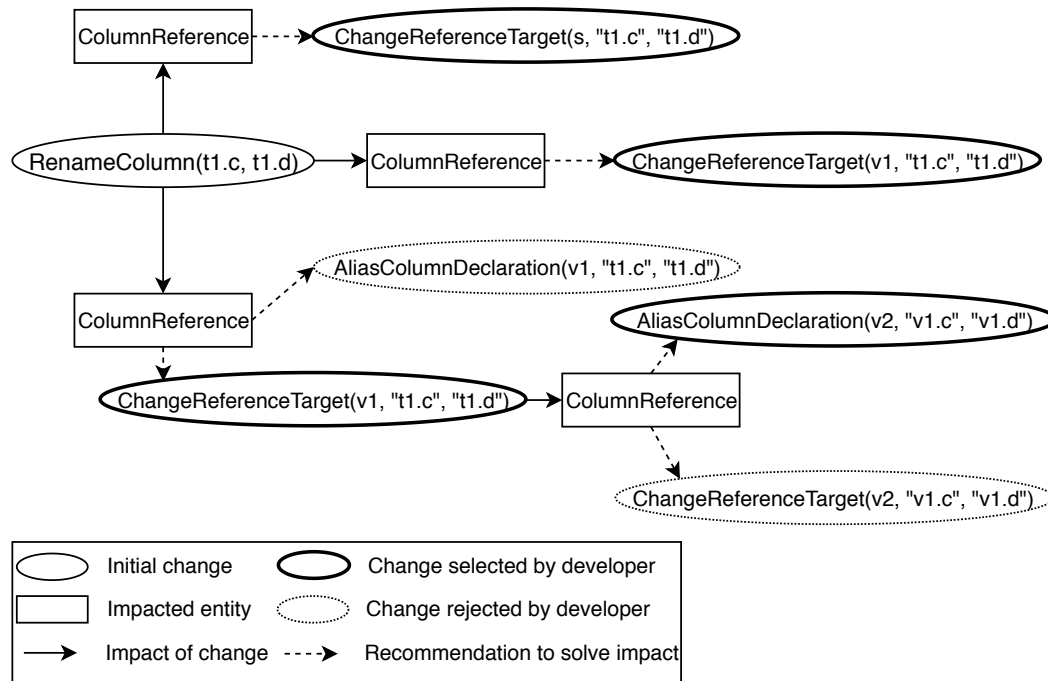 ColumnReference
ChangeReferenceTarget(s, "t1.c", "t1.d")
RenameColumn(t1.c, t1.d)
ColumnReference
ChangeReferenceTarget(v1, "t1.c", "t1.d")
AliasColumnDeclaration(v1, "t1.c", "t1.d")
ColumnReference
AliasColumnDeclaration(v2, "v1.c", "v1.d")
ChangeReferenceTarget(v1, "t1.c", "t1.d")
ColumnReference
ChangeReferenceTarget(v2, "v1.c", "v1.d")
Initial change
Change selected by developer
Impacted entity
Change rejected by developer
Impact of change
Recommendation to solve impact